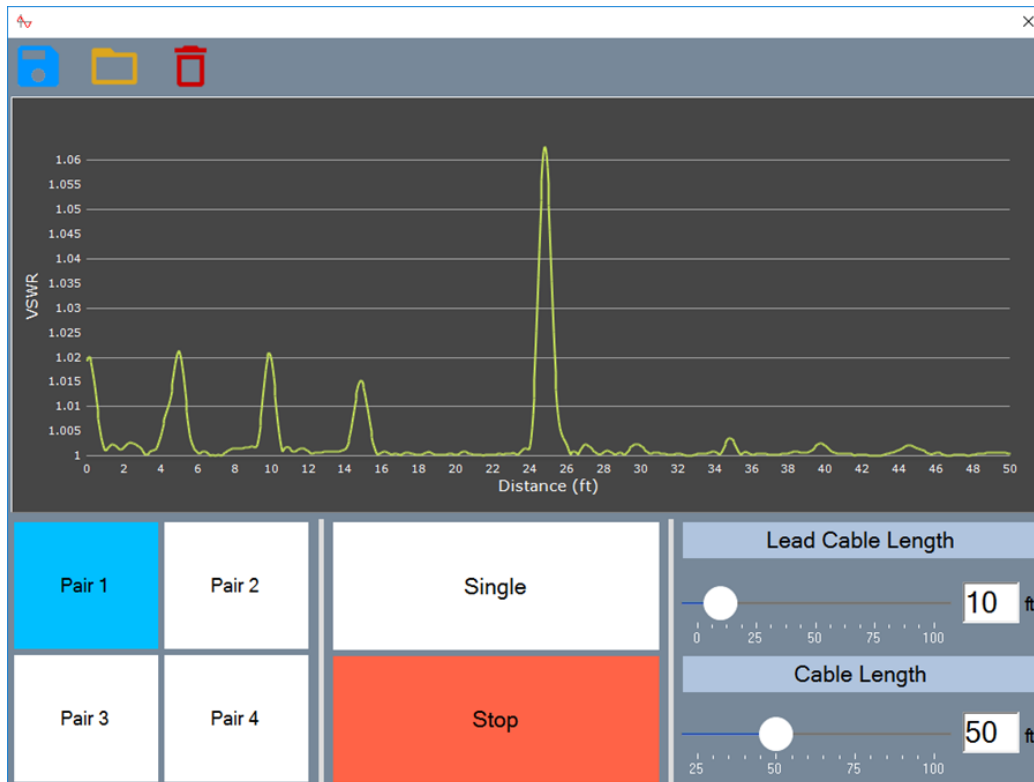 1.06
1.055
1.05
1.045
1.04
1.035
1.03
1.025
1.02
1.015
1.01
1.005
1
VSWR
0 2 4 6 8 10 12 14 16 18 20 22 24 26 28 30 32 34 36 38 40 42 44 46 48 50
Distance (ft)
Pair 1
Pair 2
Single
Lead Cable Length
10 ft
0 25 50 75 100
Pair 3
Pair 4
Stop
Cable Length
50 ft
25 50 75 100